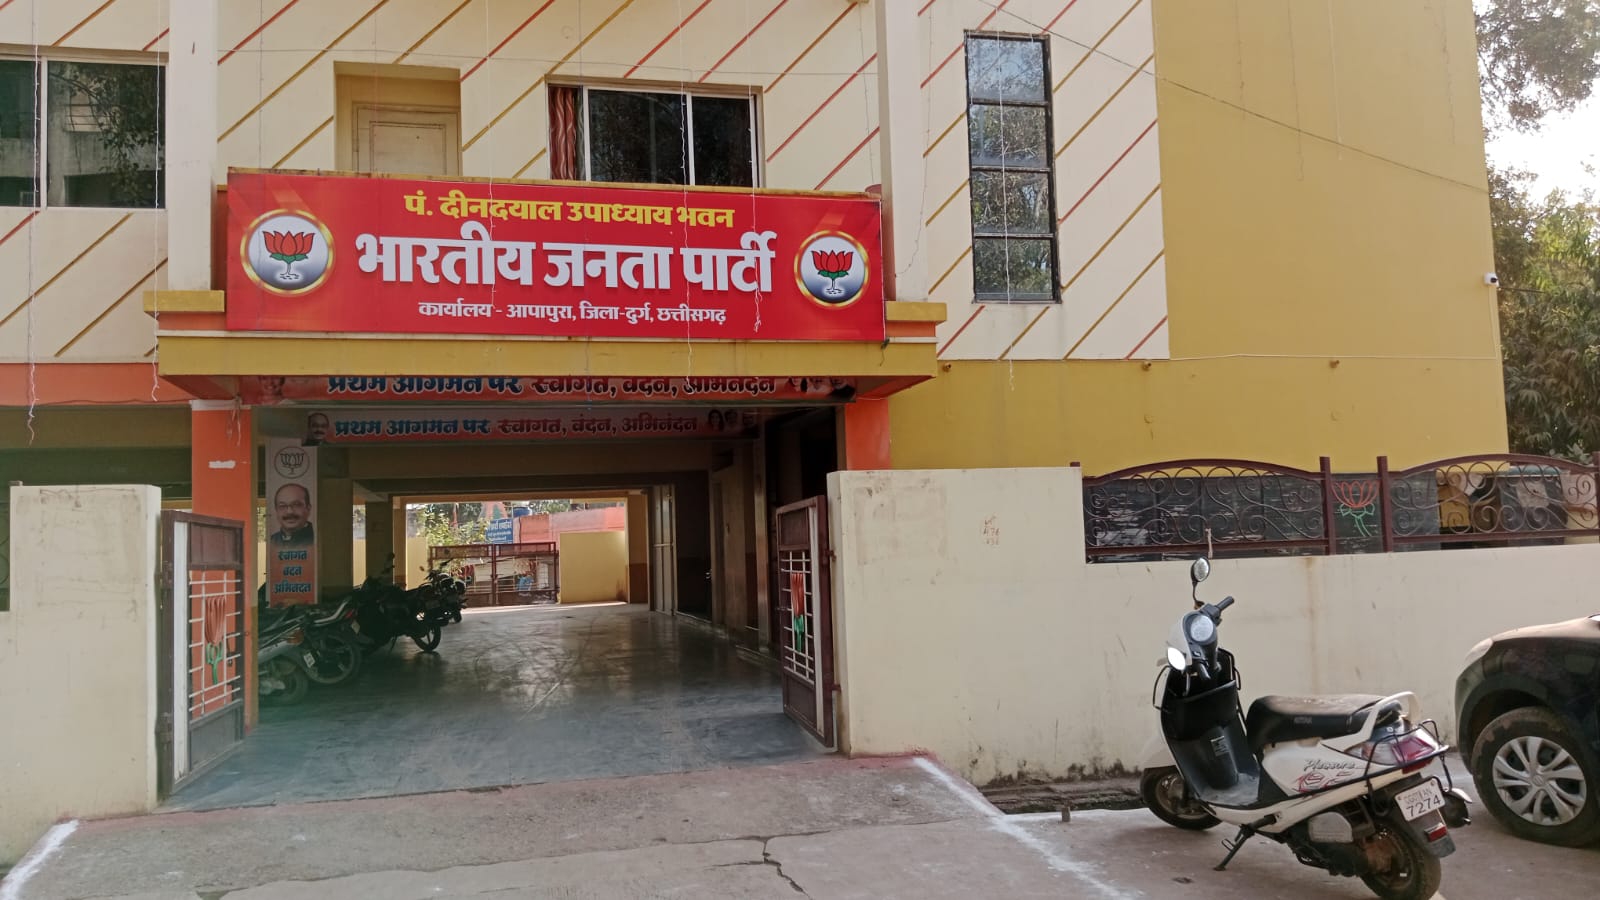 पं. दीनदयाल उपाध्याय भवन
भारतीय जनता पार्टी
कार्यालय - आपापुरा, जिला-दुर्ग, छत्तीसगढ़
प्रथम आगमन पर स्वागत, वंदन, अभिनंदन
प्रथम आगमन पर स्वागत, वंदन, अभिनंदन
स्वागत
वंदन
अभिनंदन
Pleasure
7274